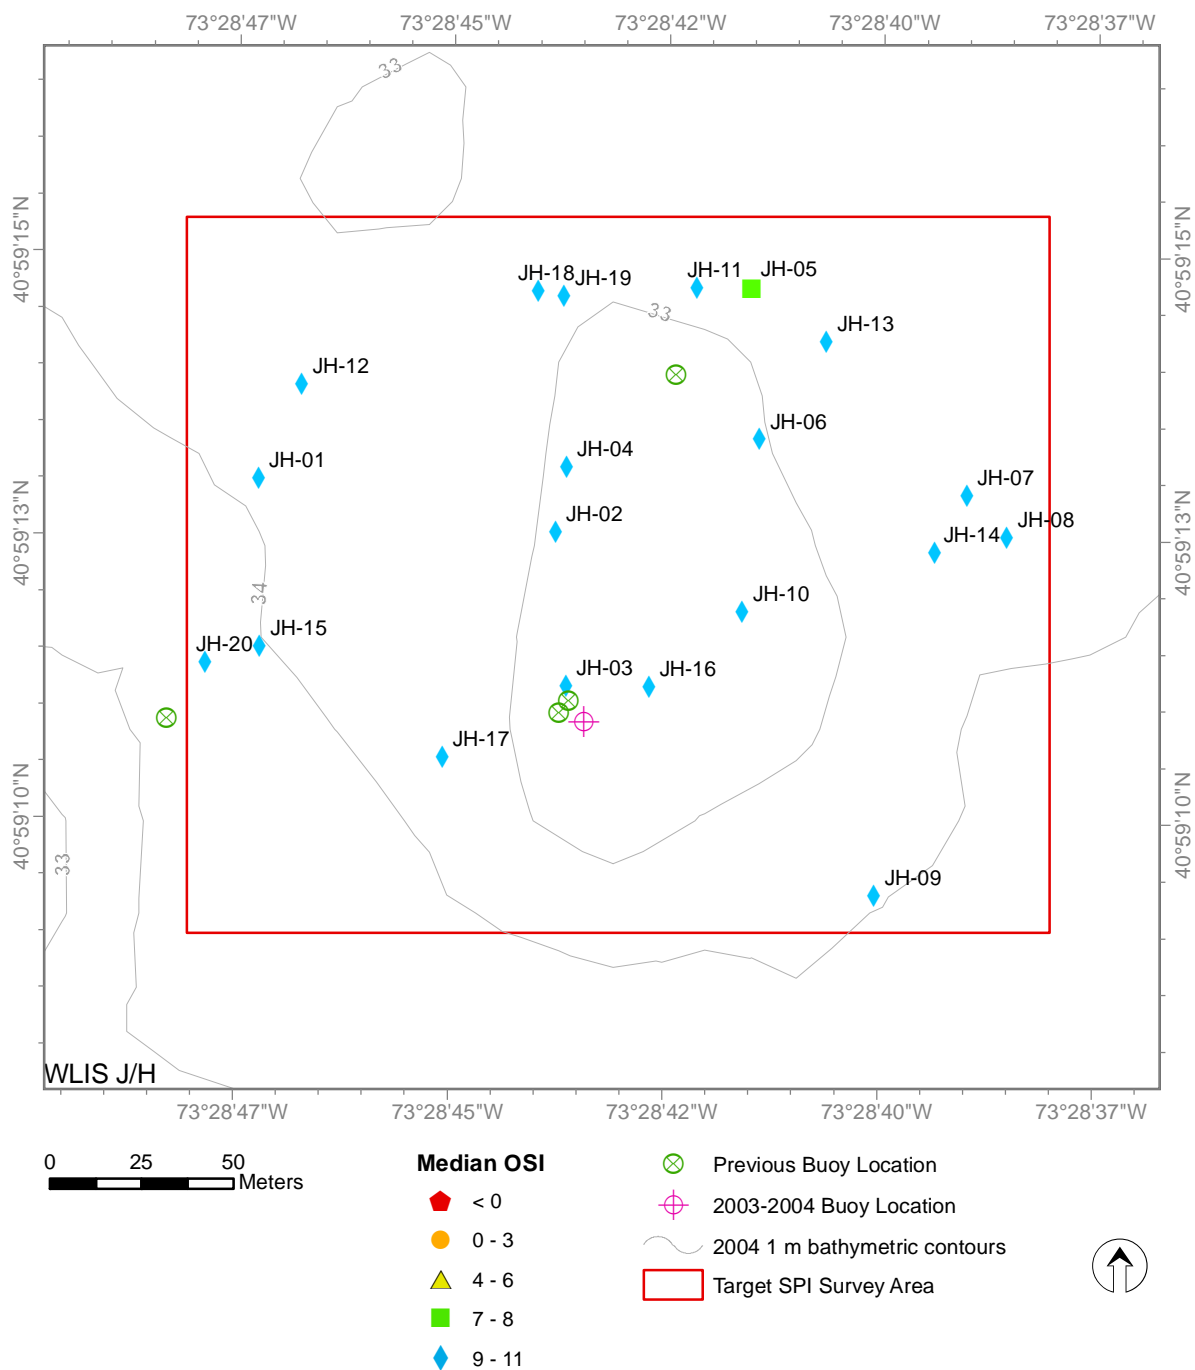 73°28'47"W 73°28'45"W 73°28'42"W 73°28'40"W 73°28'37"W
33
40°59'15"N 40°59'15"N
JH-18 JH-19 JH-11 JH-05
33
JH-13
JH-12
JH-06
JH-04
JH-01
JH-07
JH-02 JH-08
40°59'13"N 40°59'13"N
JH-14
34
JH-10
JH-15
JH-20
JH-03 JH-16
JH-17
40°59'10"N 40°59'10"N
33
JH-09
WLIS J/H
73°28'47"W 73°28'45"W 73°28'42"W 73°28'40"W 73°28'37"W
0 25 50
Meters
Median OSI
< 0
0 - 3
4 - 6
7 - 8
9 - 11
Previous Buoy Location
2003-2004 Buoy Location
2004 1 m bathymetric contours
Target SPI Survey Area